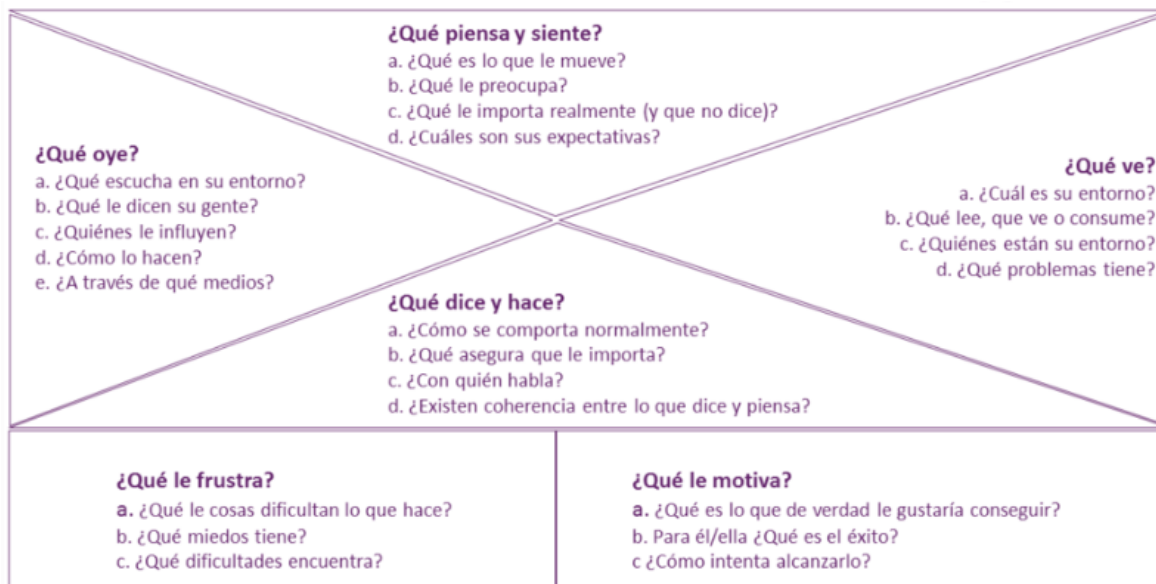 ¿Qué piensa y siente?
a. ¿Qué es lo que le mueve?
b. ¿Qué le preocupa?
c. ¿Qué le importa realmente (y que no dice)?
d. ¿Cuáles son sus expectativas?
¿Qué oye?
a. ¿Qué escucha en su entorno?
b. ¿Qué le dicen su gente?
c. ¿Quiénes le influyen?
d. ¿Cómo lo hacen?
e. ¿A través de qué medios?
¿Qué ve?
a. ¿Cuál es su entorno?
b. ¿Qué lee, que ve o consume?
c. ¿Quiénes están su entorno?
d. ¿Qué problemas tiene?
¿Qué dice y hace?
a. ¿Cómo se comporta normalmente?
b. ¿Qué asegura que le importa?
c. ¿Con quién habla?
d. ¿Existen coherencia entre lo que dice y piensa?
¿Qué le frustra?
a. ¿Qué le cosas dificultan lo que hace?
b. ¿Qué miedos tiene?
c. ¿Qué dificultades encuentra?
¿Qué le motiva?
a. ¿Qué es lo que de verdad le gustaría conseguir?
b. Para él/ella ¿Qué es el éxito?
c ¿Cómo intenta alcanzarlo?